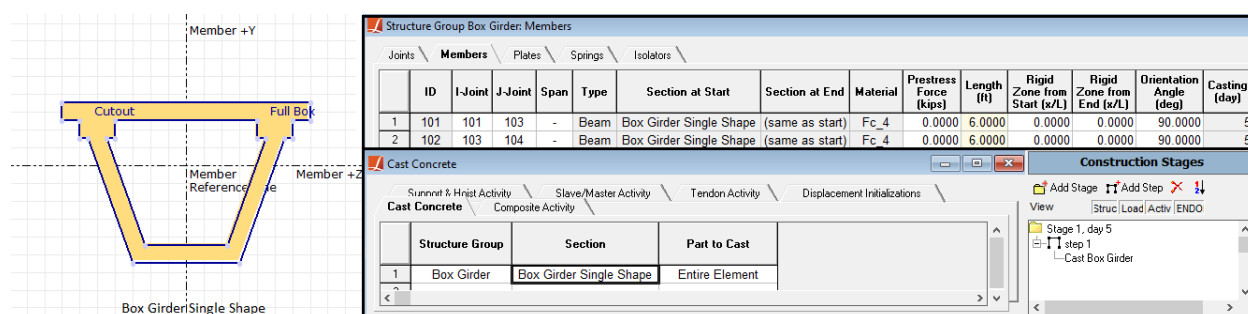 Member +Y
Cutout
Full Box
Member
Reference
Member +Z
Box Girder Single Shape
Structure Group Box Girder: Members
Joints Members Plates Springs Isolators
ID I-Joint J-Joint Span Type Section at Start Section at End Material Prestress Force (kips) Length (ft) Rigid Zone from Start (x/L) Rigid Zone from End (x/L) Orientation Angle (deg) Casting (day)
1 101 101 103 - Beam Box Girder Single Shape (same as start) Fc_4 0.0000 6.0000 0.0000 0.0000 90.0000 5
2 102 103 104 - Beam Box Girder Single Shape (same as start) Fc_4 0.0000 6.0000 0.0000 0.0000 90.0000 5
Cast Concrete
Support & Hoist Activity Slave/Master Activity Tendon Activity Displacement Initializations
Cast Concrete Composite Activity
Structure Group Section Part to Cast
1 Box Girder Box Girder Single Shape Entire Element
Construction Stages
Add Stage Add Step
View Struc Load Activ ENDO
Stage 1, day 5
step 1
Cast Box Girder